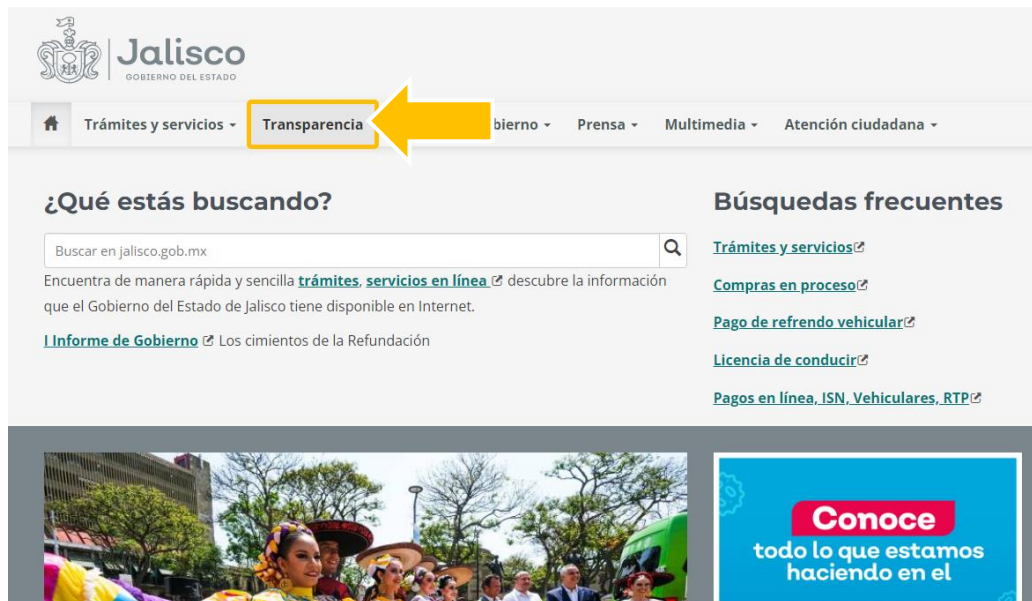 Jalisco
GOBIERNO DEL ESTADO
Trámites y servicios
Transparencia
bierno
Prensa
Multimedia
Atención ciudadana
¿Qué estás buscando?
Buscar en jalisco.gob.mx
Encuentra de manera rápida y sencilla trámites, servicios en línea descubre la información
que el Gobierno del Estado de Jalisco tiene disponible en Internet.
I Informe de Gobierno Los cimientos de la Refundación
Búsquedas frecuentes
Trámites y servicios
Compras en proceso
Pago de refrendo vehicular
Licencia de conducir
Pagos en línea, ISN, Vehiculares, RTP
Conoce
todo lo que estamos
haciendo en el